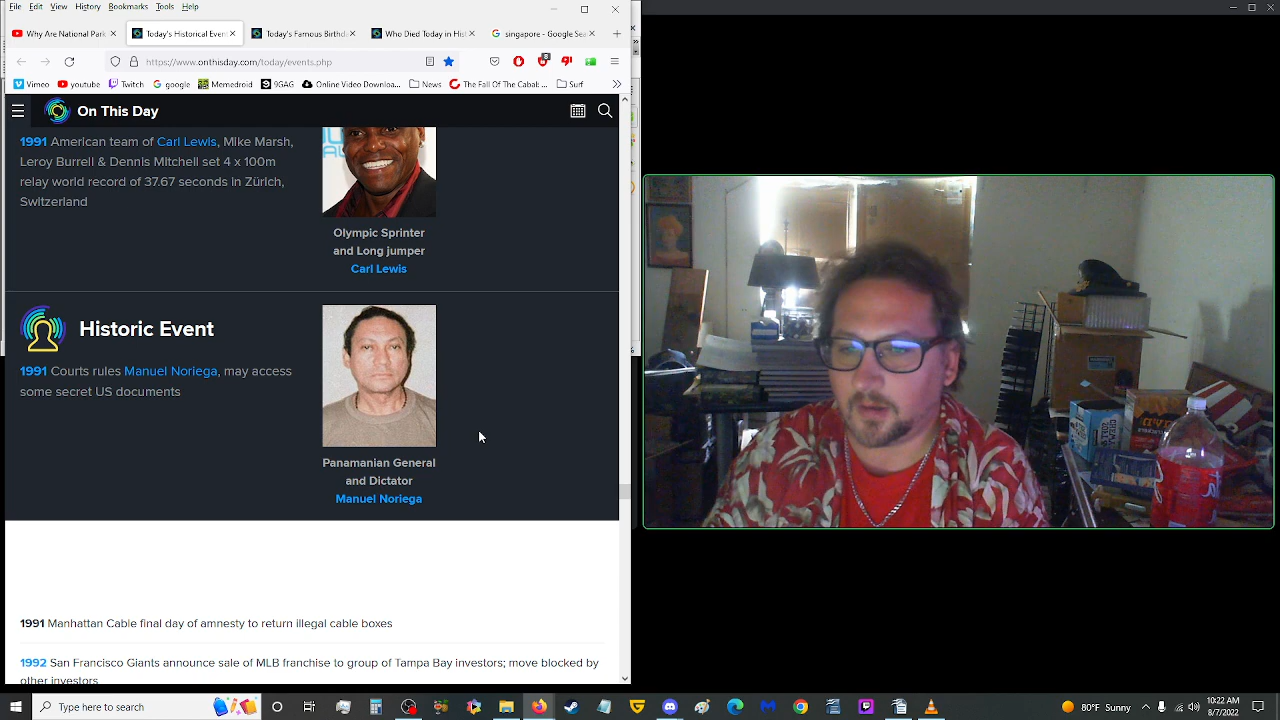 File Edit View History Bookmarks Tools Help
Why Are National Park
Today's Historical Even
Today's Famous Birthda
Who Died Today in His
singapore - Google Sea
https://www.onthisday.com/today/events.php
Vimeo
youtube
Twitch
google
MrAndroid
9GAG
Online Video Downloa...
News
The Fall Of The Cabal ...
Surf
On This Day
1991 American team of Carl Lewis, Mike Marsh,
Leroy Burrell & Dennis Mitchell set 4 x 100m
relay world record of 37.67 seconds in Zürich,
Switzerland
Olympic Sprinter
and Long jumper
Carl Lewis
Historic Event
1991 Courts rules Manuel Noriega, may access
some secret US documents
Panamanian General
and Dictator
Manuel Noriega
1991 Manhattan Cable final day of amnesty to return illegal cable boxes
1992 San Francisco Giants announce sale of MLB franchise to group of Tampa Bay investors; move blocked by
other investors
Type here to search
80°F Sunny
10:22 AM
8/7/2022